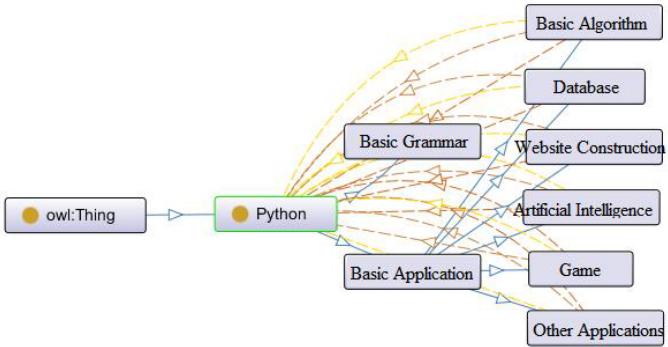 owl:Thing
Python
Basic Grammar
Basic Application
Basic Algorithm
Database
Website Construction
Artificial Intelligence
Game
Other Applications